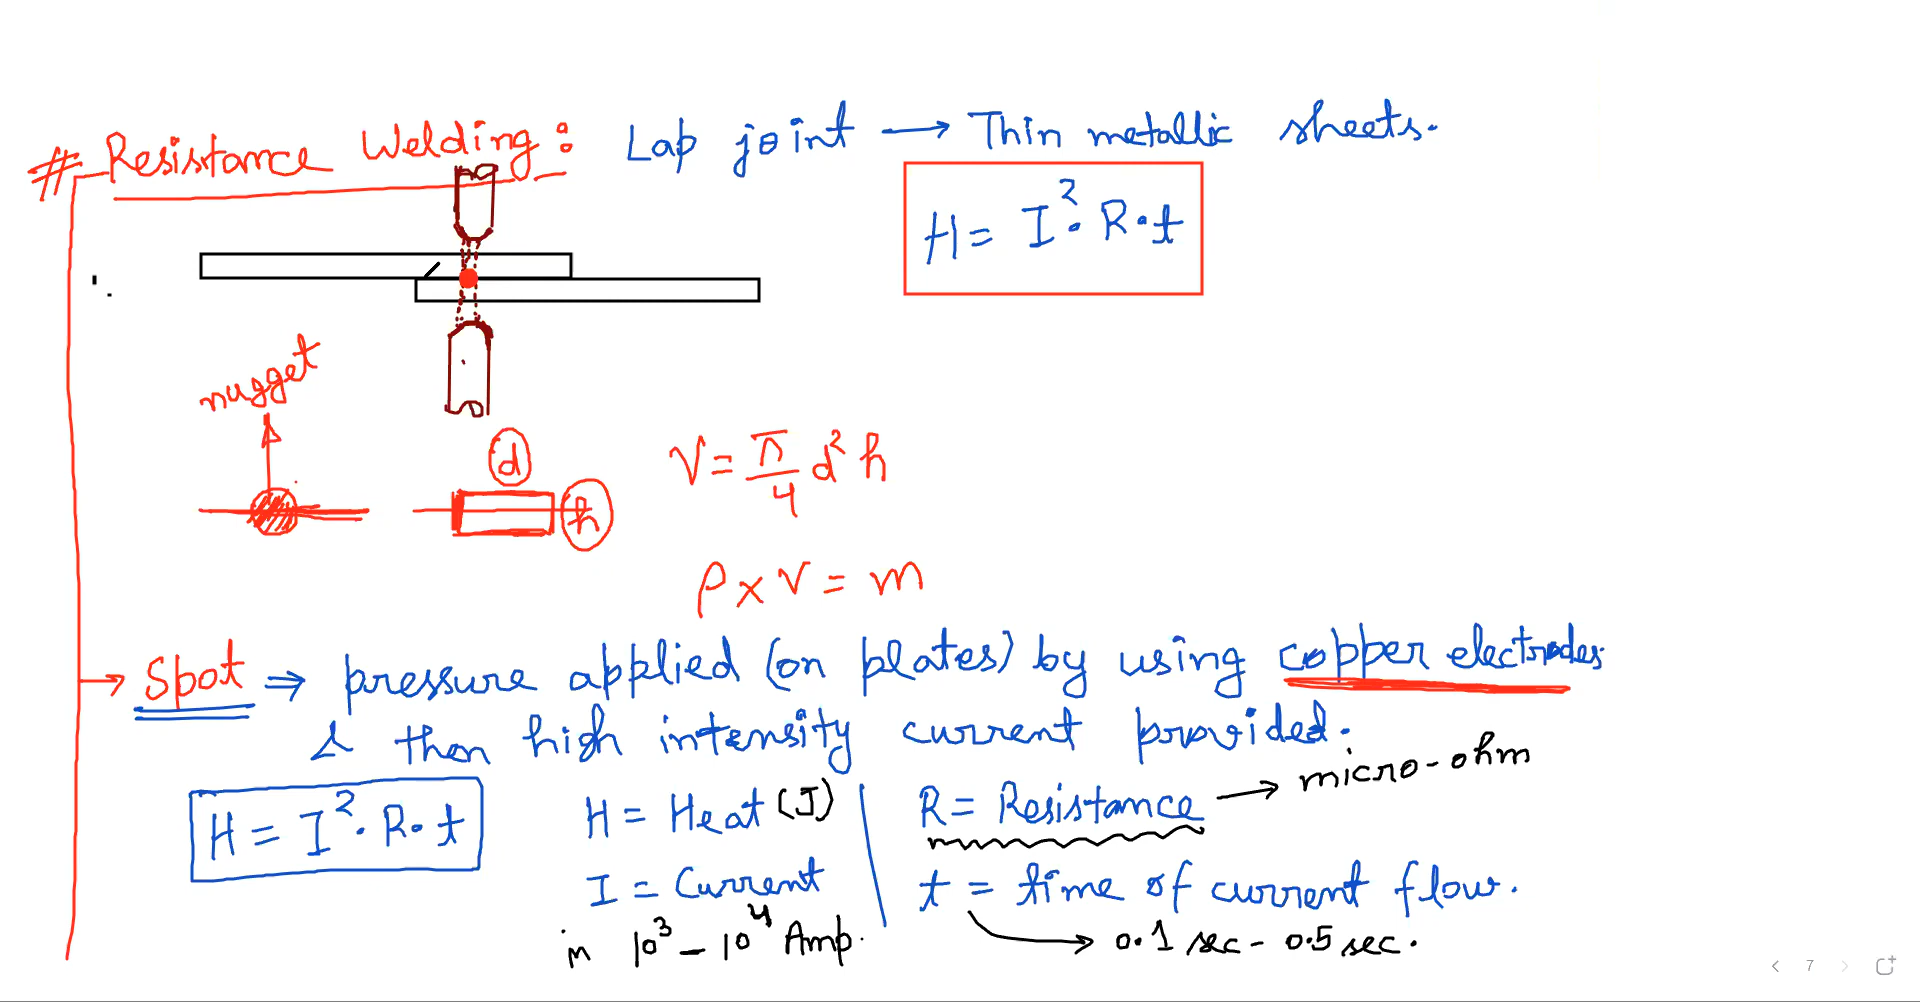 # Resistance Welding: Lap joint → Thin metallic sheets.
H = I². R.t
nugget
d
h
V = π/4 d² h
ρ x V = m
→ Spot ⇒ pressure applied (on plates) by using copper electrodes
& then high intensity current provided.
H = I². R.t
H = Heat (J)
I = Current
in 10³ - 10⁴ Amp.
R = Resistance → micro-ohm
t = time of current flow.
→ 0.1 sec - 0.5 sec.
7